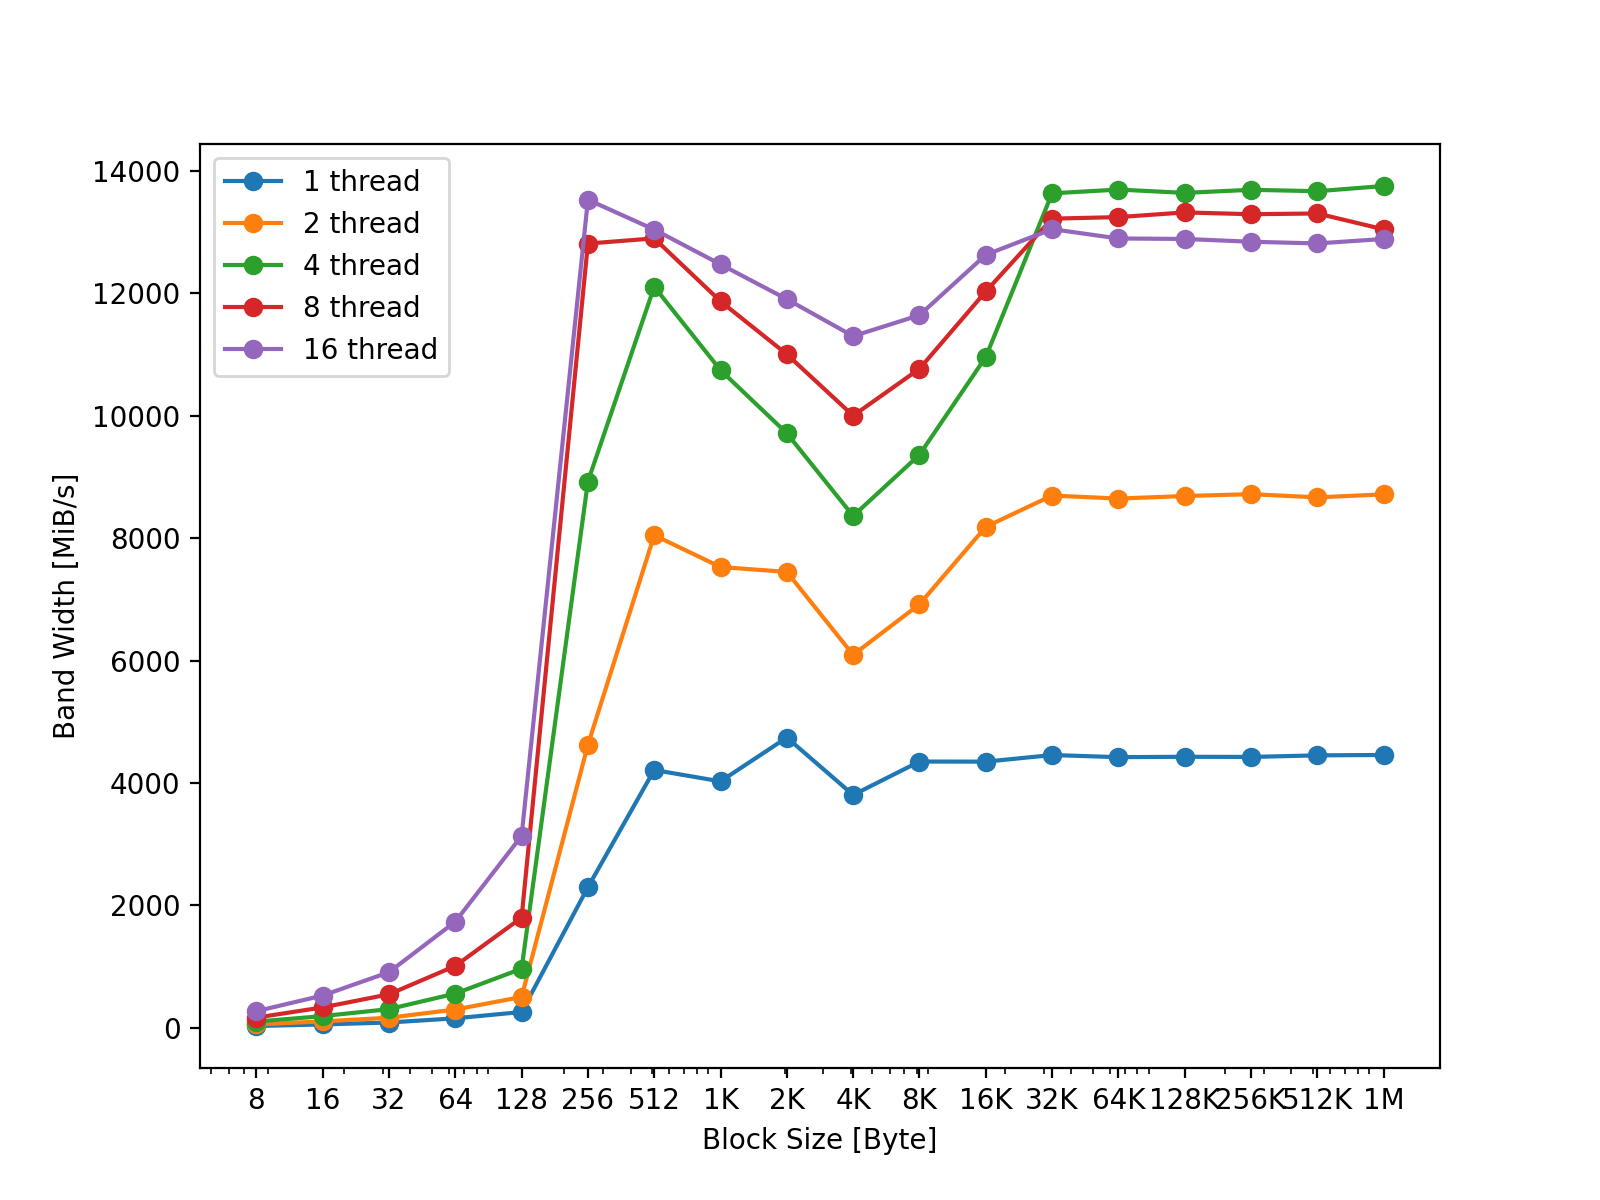 1 thread
2 thread
4 thread
8 thread
16 thread
14000
12000
10000
8000
6000
4000
2000
0
Band Width [MiB/s]
8 16 32 64 128 256 512 1K 2K 4K 8K 16K 32K 64K 128K 256K 512K 1M
Block Size [Byte]